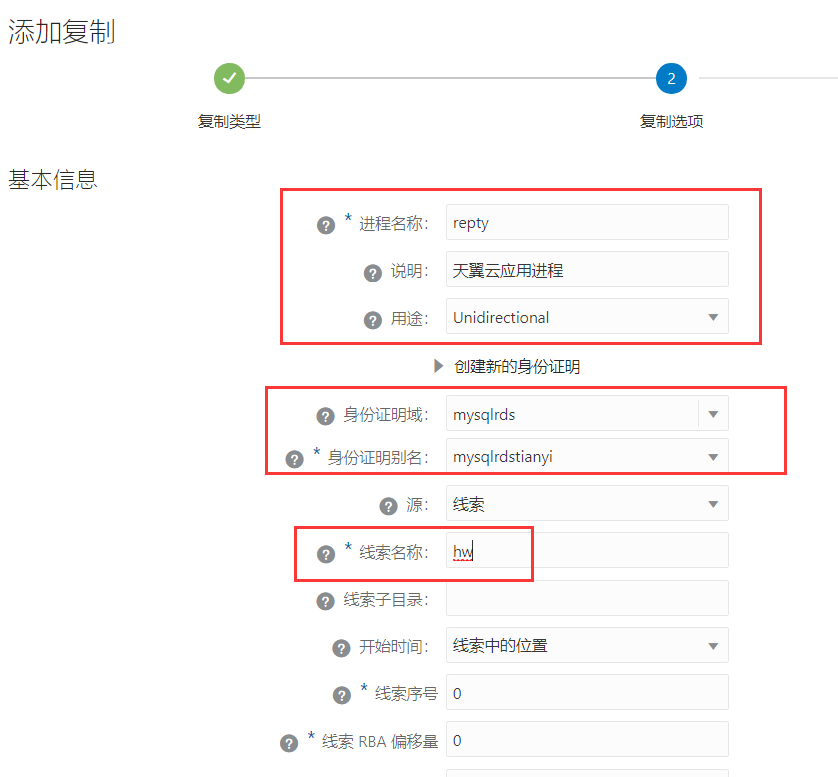 添加复制
2
复制类型
复制选项
基本信息
? * 进程名称: repty
? 说明: 天翼云应用进程
? 用途: Unidirectional
创建新的身份证明
? 身份证明域: mysqlrds
? * 身份证明别名: mysqlrdstianyi
? 源: 线索
? * 线索名称: hw
? 线索子目录:
? 开始时间: 线索中的位置
? * 线索序号 0
? * 线索 RBA 偏移量 0